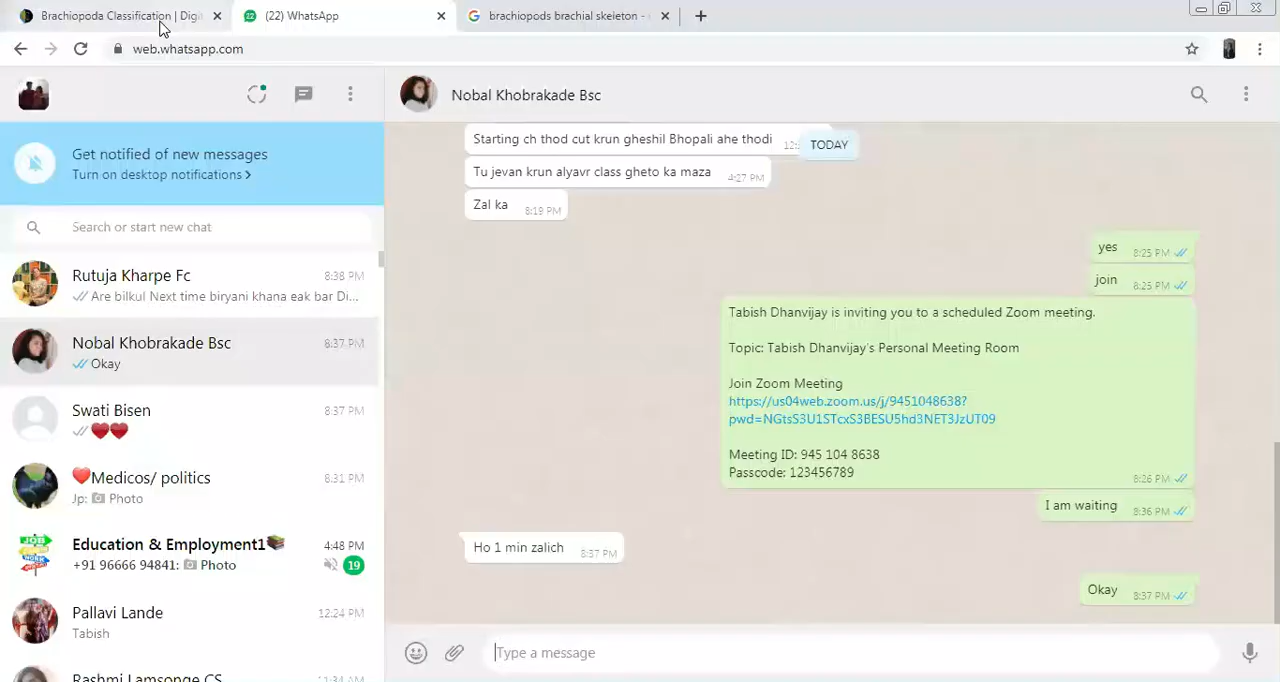 Brachiopoda Classification | Digi
(22) WhatsApp
brachiopods brachial skeleton -
web.whatsapp.com
Nobal Khobrakade Bsc
Get notified of new messages
Turn on desktop notifications >
Search or start new chat
Rutuja Kharpe Fc 8:38 PM
Are bilkul Next time biryani khana eak bar Di...
Nobal Khobrakade Bsc 8:37 PM
Okay
Swati Bisen 8:37 PM
❤️❤️
❤️Medicos/ politics 8:31 PM
Jp: Photo
Education & Employment1📚 4:48 PM
+91 96666 94841: Photo 19
Pallavi Lande 12:24 PM
Tabish
Rashmi Lamsonge CS 11:34 AM
Starting ch thod cut krun gheshil Bhopali ahe thodi
TODAY
Tu jevan krun alyavr class gheto ka maza 4:27 PM
Zal ka 8:19 PM
yes 8:25 PM
join 8:25 PM
Tabish Dhanvijay is inviting you to a scheduled Zoom meeting.
Topic: Tabish Dhanvijay's Personal Meeting Room
Join Zoom Meeting
https://us04web.zoom.us/j/9451048638?
pwd=NGtsS3U1STcxS3BESU5hd3NET3JzUT09
Meeting ID: 945 104 8638
Passcode: 123456789
8:26 PM
I am waiting 8:36 PM
Ho 1 min zalich 8:37 PM
Okay 8:37 PM
Type a message